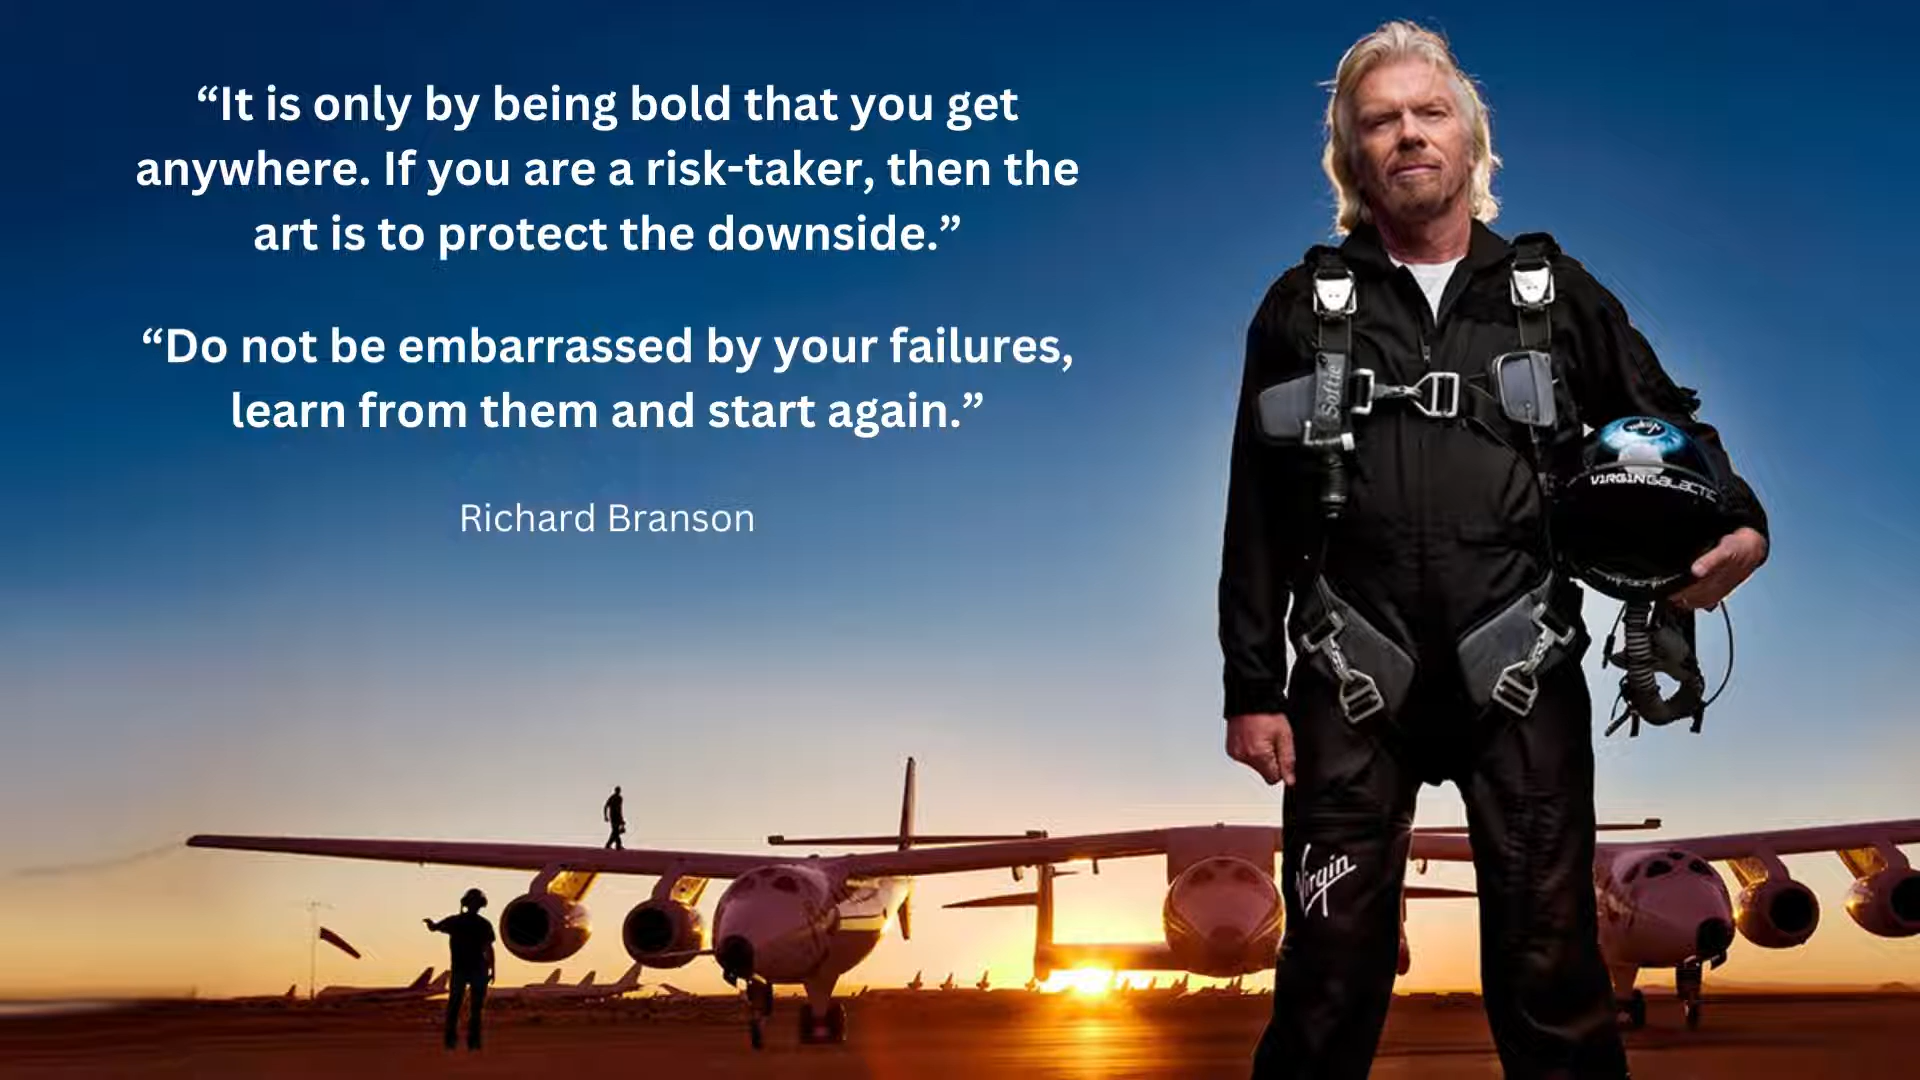 “It is only by being bold that you get
anywhere. If you are a risk-taker, then the
art is to protect the downside.”
“Do not be embarrassed by your failures,
learn from them and start again.”
Richard Branson
Softie
VIRGIN GALACTIC
Virgin